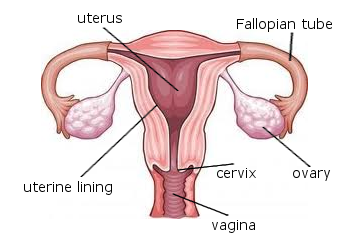 uterus
Fallopian tube
uterine lining
cervix
ovary
vagina